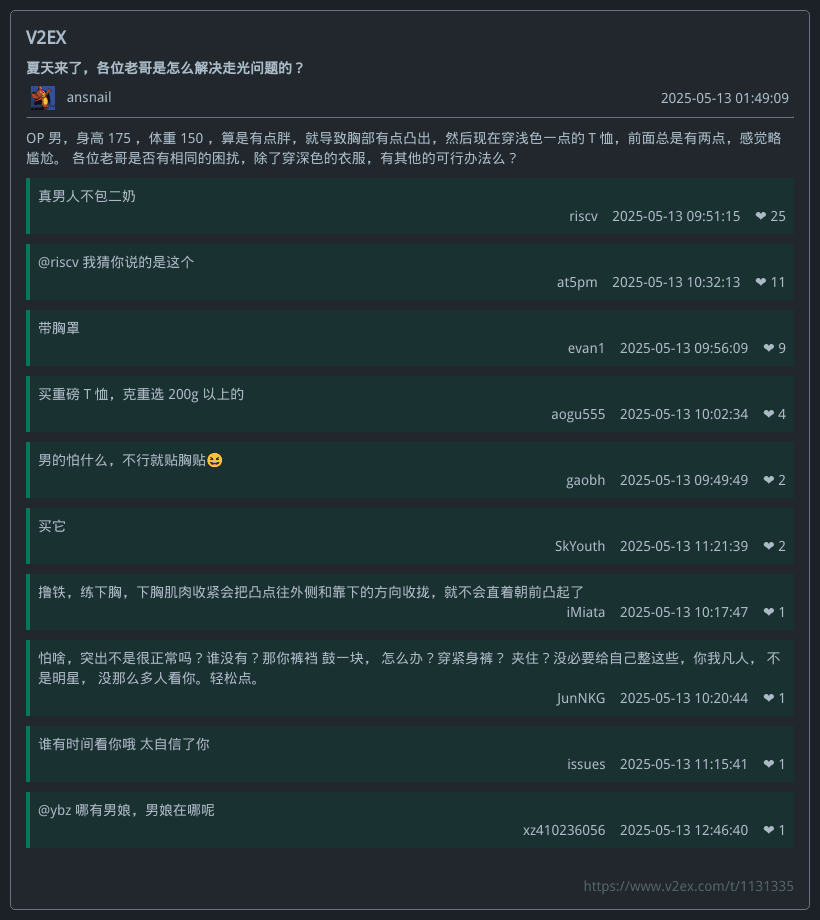 V2EX
夏天来了，各位老哥是怎么解决走光问题的？
ansnail 2025-05-13 01:49:09
OP 男，身高 175 ，体重 150 ，算是有点胖，就导致胸部有点凸出，然后现在穿浅色一点的 T 恤，前面总是有两点，感觉略
尴尬。 各位老哥是否有相同的困扰，除了穿深色的衣服，有其他的可行办法么？
真男人不包二奶
riscv 2025-05-13 09:51:15 ❤ 25
@riscv 我猜你说的是这个
at5pm 2025-05-13 10:32:13 ❤ 11
带胸罩
evan1 2025-05-13 09:56:09 ❤ 9
买重磅 T 恤，克重选 200g 以上的
aogu555 2025-05-13 10:02:34 ❤ 4
男的怕什么，不行就贴胸贴😆
gaobh 2025-05-13 09:49:49 ❤ 2
买它
SkYouth 2025-05-13 11:21:39 ❤ 2
撸铁，练下胸，下胸肌肉收紧会把凸点往外侧和靠下的方向收拢，就不会直着朝前凸起了
iMiata 2025-05-13 10:17:47 ❤ 1
怕啥，突出不是很正常吗？谁没有？那你裤裆 鼓一块， 怎么办？穿紧身裤？ 夹住？没必要给自己整这些，你我凡人， 不
是明星， 没那么多人看你。轻松点。
JunNKG 2025-05-13 10:20:44 ❤ 1
谁有时间看你哦 太自信了你
issues 2025-05-13 11:15:41 ❤ 1
@ybz 哪有男娘，男娘在哪呢
xz410236056 2025-05-13 12:46:40 ❤ 1
https://www.v2ex.com/t/1131335